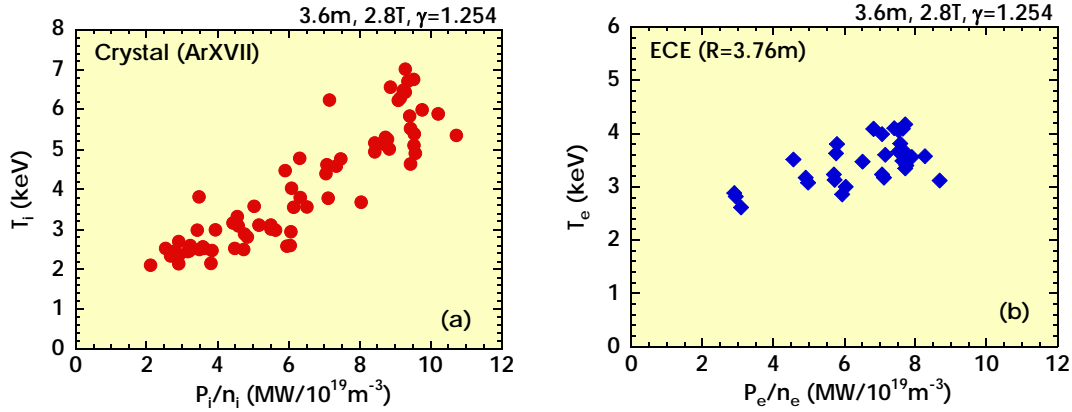 3.6m, 2.8T, γ=1.254
Crystal (ArXVII)
8
7
6
5
4
3
2
1
0
T_i (keV)
(a)
0 2 4 6 8 10 12
P_i/n_i (MW/10^19m^-3)
3.6m, 2.8T, γ=1.254
ECE (R=3.76m)
6
5
4
3
2
1
0
T_e (keV)
(b)
0 2 4 6 8 10 12
P_e/n_e (MW/10^19m^-3)